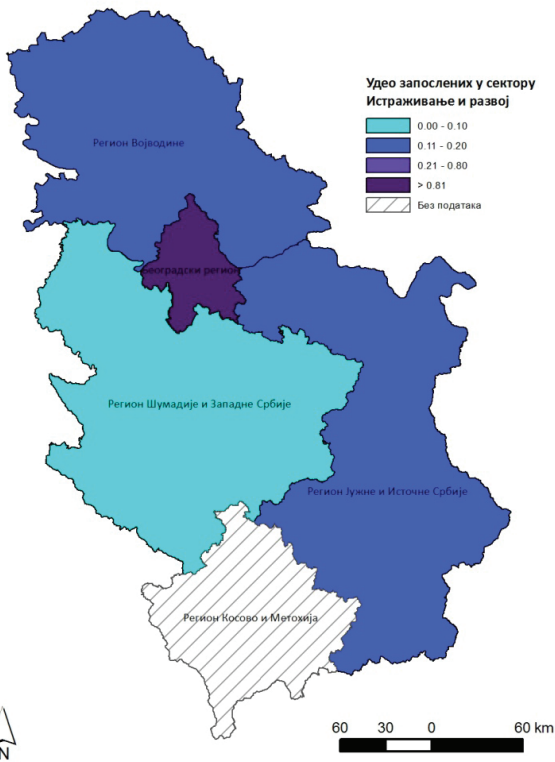 Удео запослених у сектору
Истраживање и развој
0.00 - 0.10
0.11 - 0.20
0.21 - 0.80
> 0.81
Без података
Регион Војводине
Београдски регион
Регион Шумадије и Западне Србије
Регион Јужне и Источне Србије
Регион Косово и Метохија
60 30 0 60 km
N